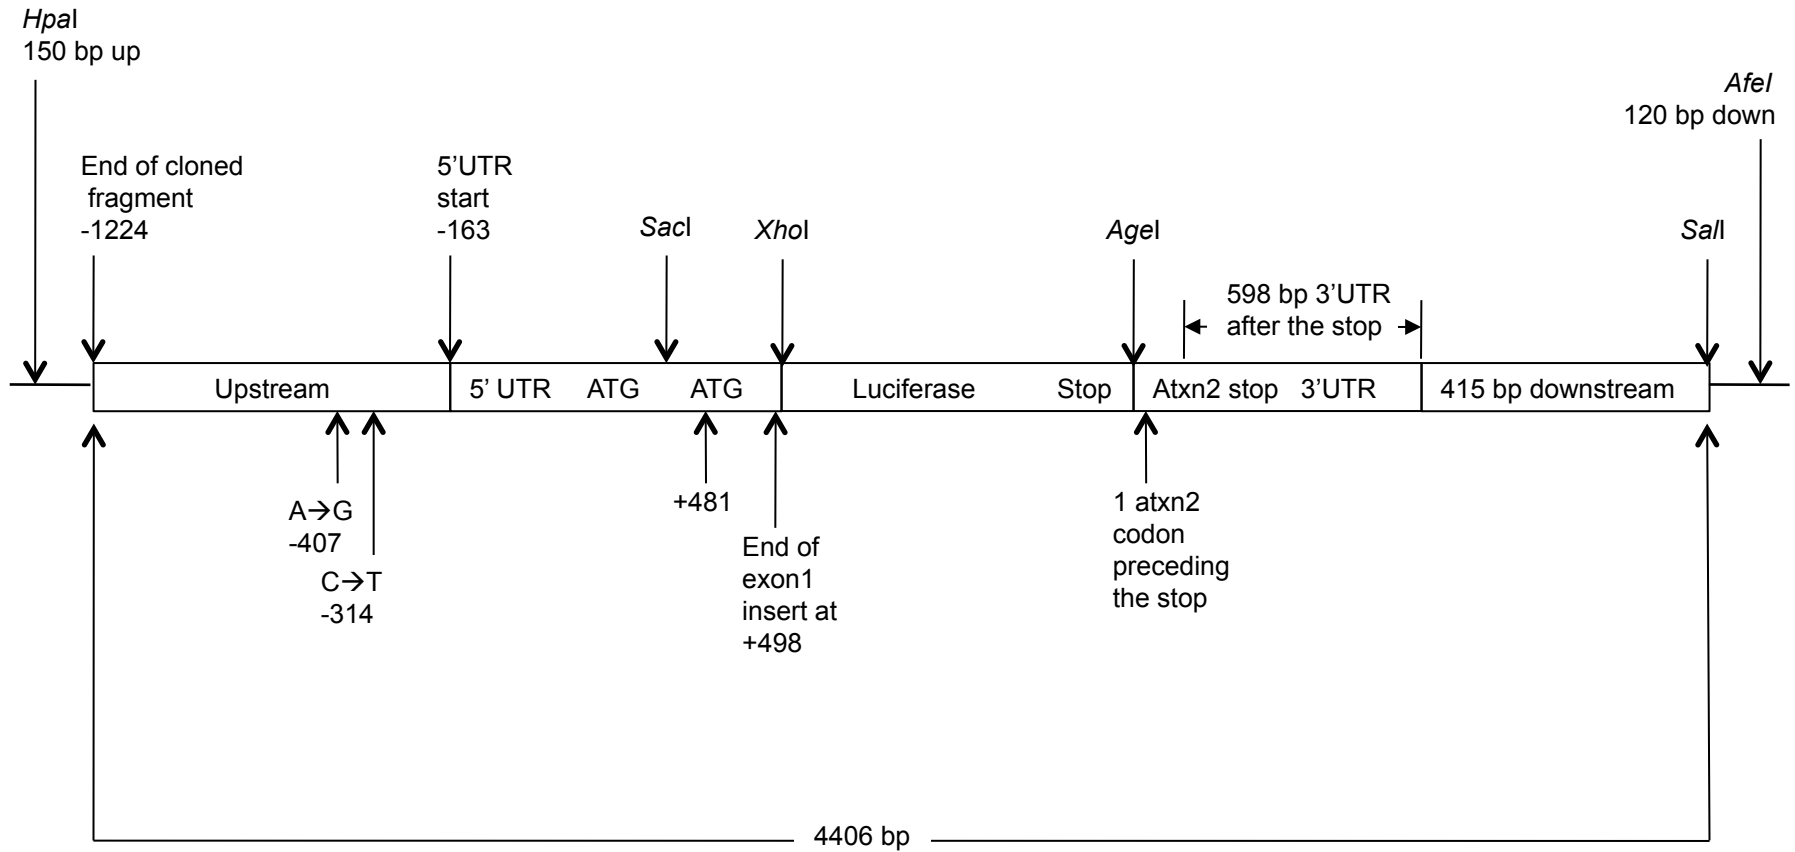 HpaI
150 bp up
AfeI
120 bp down
End of cloned
fragment
-1224
5’UTR
start
-163
SacI
XhoI
AgeI
SalI
598 bp 3’UTR
after the stop
Upstream
5’ UTR
ATG
ATG
Luciferase
Stop
Atxn2 stop
3’UTR
415 bp downstream
A→G
-407
C→T
-314
+481
End of
exon1
insert at
+498
1 atxn2
codon
preceding
the stop
4406 bp